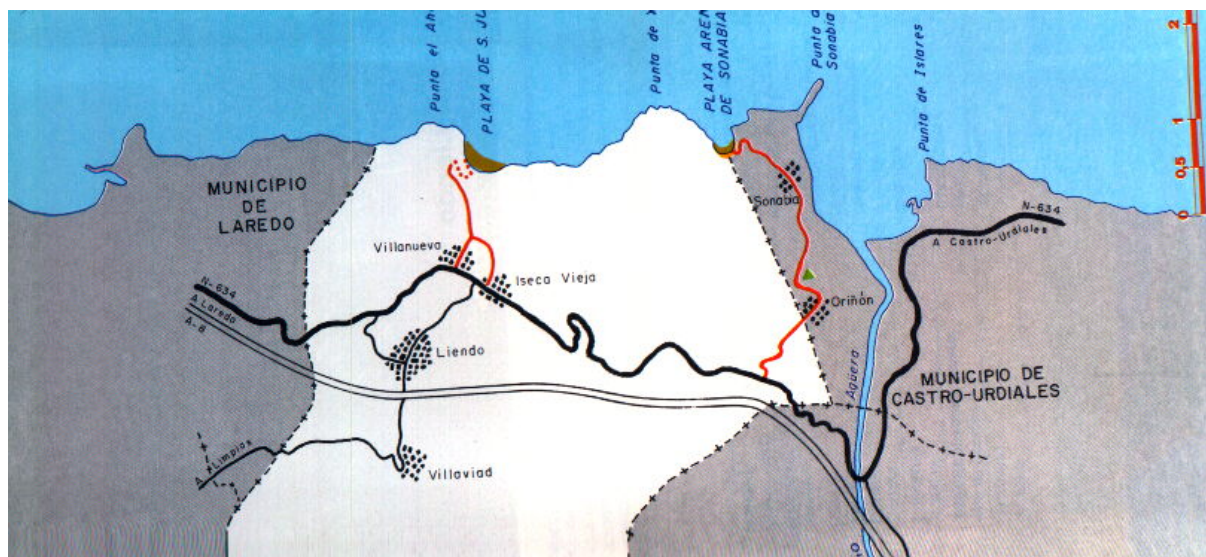 Punta el
PLAYA DE S.
Punta de
PLAYA
DE SONABIA
Punta
Sonabia
Punta de Islares
2
1
0,5
0
MUNICIPIO
DE
LAREDO
Sonabia
N-634
A Castro-Urdiales
Villanueva
Iseca Vieja
N-634
A Laredo
A-8
Oriñón
Liendo
Agüera
MUNICIPIO DE
CASTRO-URDIALES
A Limpias
Villaviad